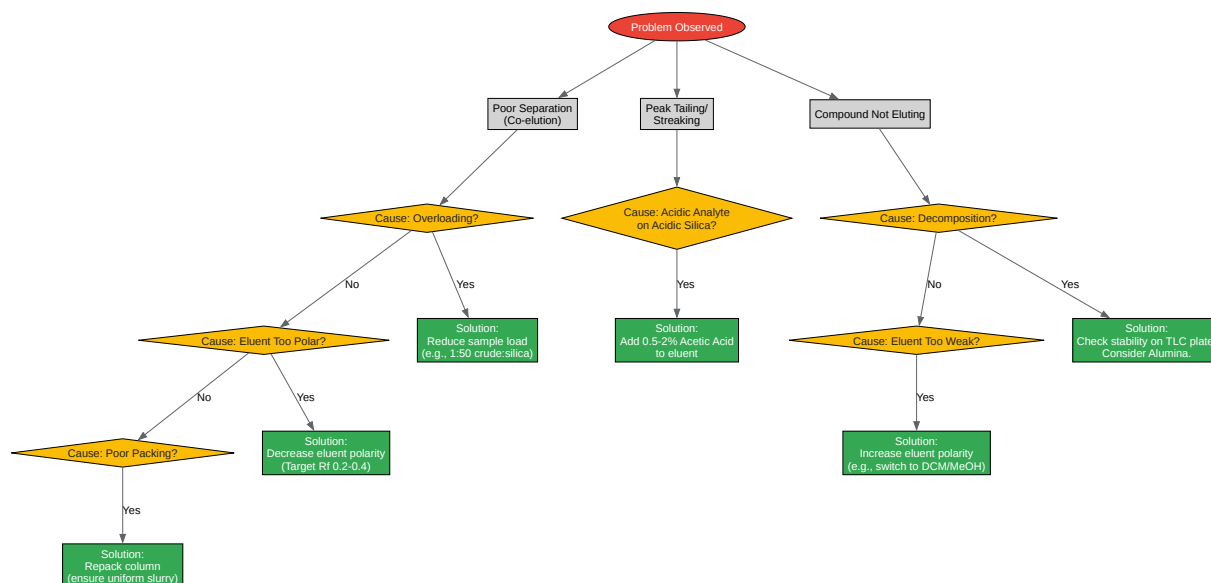 Problem Observed
Poor Separation
(Co-elution)
Peak Tailing/
Streaking
Compound Not Eluting
Cause: Overloading?
Cause: Acidic Analyte
on Acidic Silica?
Cause: Decomposition?
No
Yes
Yes
No
Yes
Cause: Eluent Too Polar?
Solution:
Reduce sample load
(e.g., 1:50 crude:silica)
Solution:
Add 0.5-2% Acetic Acid
to eluent
Cause: Eluent Too Weak?
Solution:
Check stability on TLC plate
Consider Alumina.
No
Yes
Yes
Cause: Poor Packing?
Solution:
Decrease eluent polarity
(Target Rf 0.2-0.4)
Solution:
Increase eluent polarity
(e.g., switch to DCM/MeOH)
Yes
Solution:
Repack column
(ensure uniform slurry)